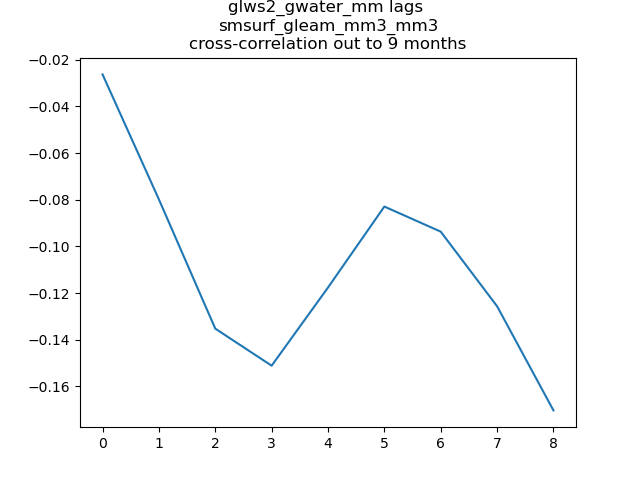 glws2_gwater_mm lags
smsurf_gleam_mm3_mm3
cross-correlation out to 9 months
−0.02
−0.04
−0.06
−0.08
−0.10
−0.12
−0.14
−0.16
0 1 2 3 4 5 6 7 8